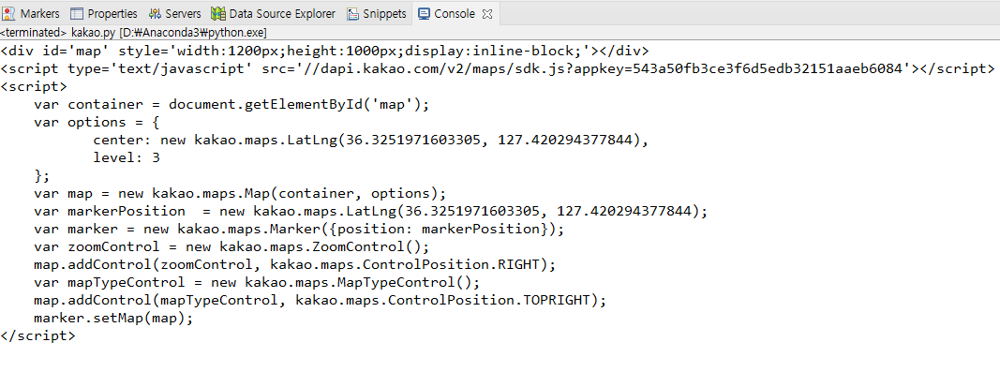 Markers Properties Servers Data Source Explorer Snippets Console
<terminated> kakao.py [D:₩Anaconda3₩python.exe]
<div id='map' style='width:1200px;height:1000px;display:inline-block;'></div>
<script type='text/javascript' src='//dapi.kakao.com/v2/maps/sdk.js?appkey=543a50fb3ce3f6d5edb32151aaeb6084'></script>
<script>
    var container = document.getElementById('map');
    var options = {
           center: new kakao.maps.LatLng(36.3251971603305, 127.420294377844),
           level: 3
    };
    var map = new kakao.maps.Map(container, options);
    var markerPosition  = new kakao.maps.LatLng(36.3251971603305, 127.420294377844);
    var marker = new kakao.maps.Marker({position: markerPosition});
    var zoomControl = new kakao.maps.ZoomControl();
    map.addControl(zoomControl, kakao.maps.ControlPosition.RIGHT);
    var mapTypeControl = new kakao.maps.MapTypeControl();
    map.addControl(mapTypeControl, kakao.maps.ControlPosition.TOPRIGHT);
    marker.setMap(map);
</script>